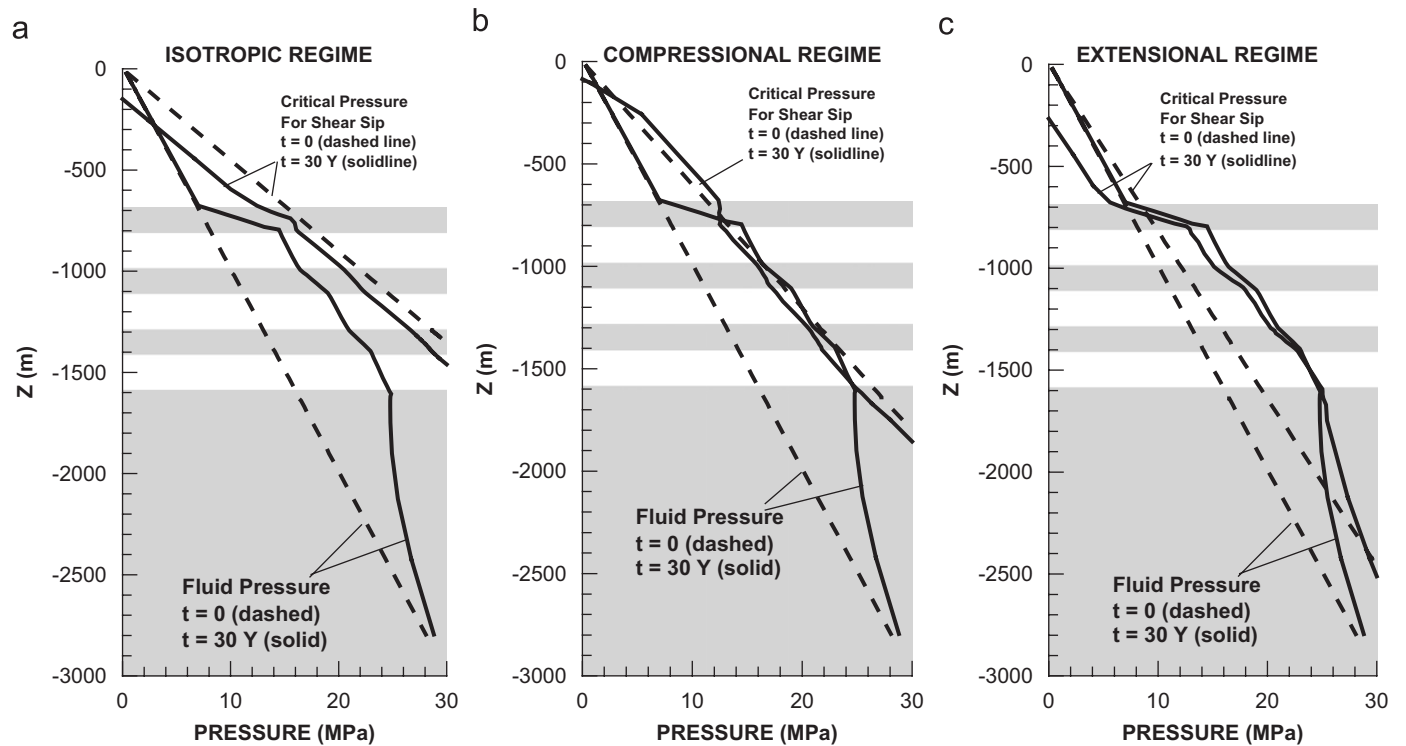 a
ISOTROPIC REGIME
0
-500
-1000
-1500
-2000
-2500
-3000
Z (m)
0
10
20
30
PRESSURE (MPa)
Critical Pressure
For Shear Sip
t = 0 (dashed line)
t = 30 Y (solidline)
Fluid Pressure
t = 0 (dashed)
t = 30 Y (solid)
b
COMPRESSIONAL REGIME
0
-500
-1000
-1500
-2000
-2500
-3000
Z (m)
0
10
20
30
PRESSURE (MPa)
Critical Pressure
For Shear Sip
t = 0 (dashed line)
t = 30 Y (solidline)
Fluid Pressure
t = 0 (dashed)
t = 30 Y (solid)
c
EXTENSIONAL REGIME
0
-500
-1000
-1500
-2000
-2500
-3000
Z (m)
0
10
20
30
PRESSURE (MPa)
Critical Pressure
For Shear Sip
t = 0 (dashed line)
t = 30 Y (solidline)
Fluid Pressure
t = 0 (dashed)
t = 30 Y (solid)